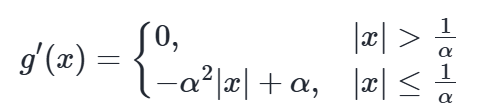 g′(x) = { 0, |x| > 1/α
−α²|x| + α, |x| ≤ 1/α